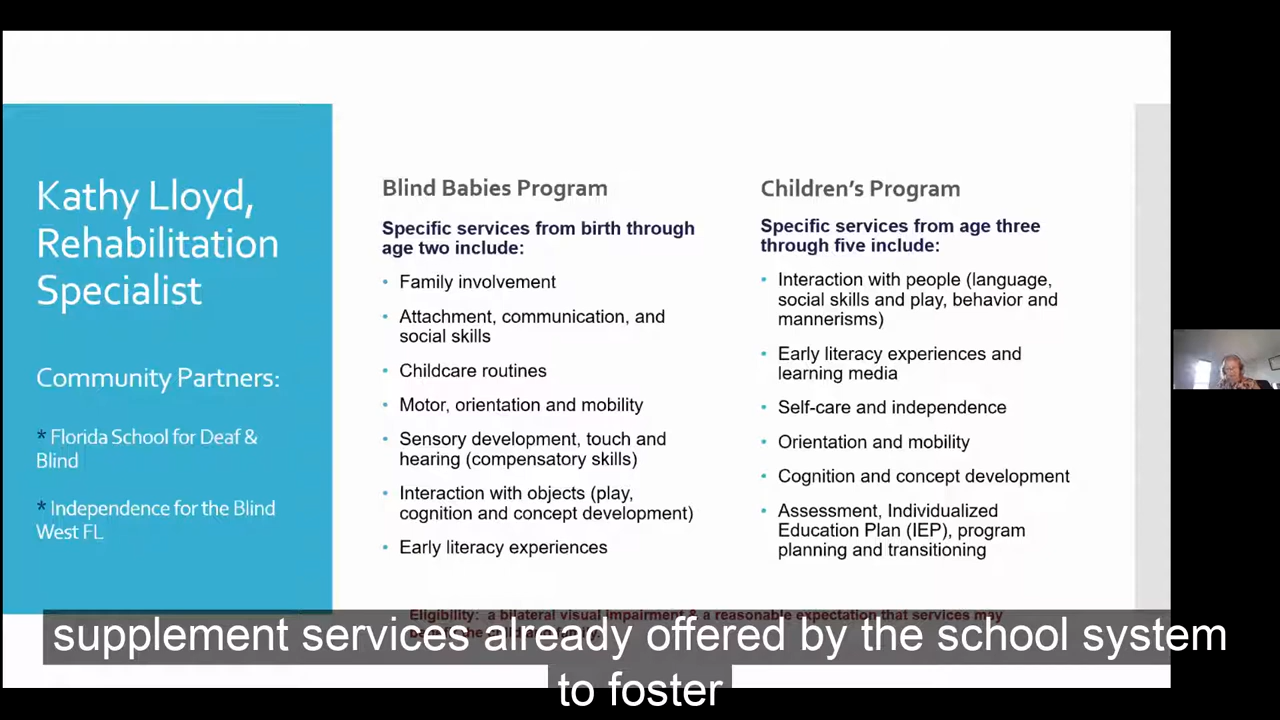 Kathy Lloyd,
Rehabilitation
Specialist
Community Partners:
* Florida School for Deaf &
Blind
* Independence for the Blind
West FL
Blind Babies Program
Specific services from birth through
age two include:
• Family involvement
• Attachment, communication, and
social skills
• Childcare routines
• Motor, orientation and mobility
• Sensory development, touch and
hearing (compensatory skills)
• Interaction with objects (play,
cognition and concept development)
• Early literacy experiences
Children's Program
Specific services from age three
through five include:
• Interaction with people (language,
social skills and play, behavior and
mannerisms)
• Early literacy experiences and
learning media
• Self-care and independence
• Orientation and mobility
• Cognition and concept development
• Assessment, Individualized
Education Plan (IEP), program
planning and transitioning
Eligibility: a bilateral visual impairment & a reasonable expectation that services may
supplement services already offered by the school system
to foster